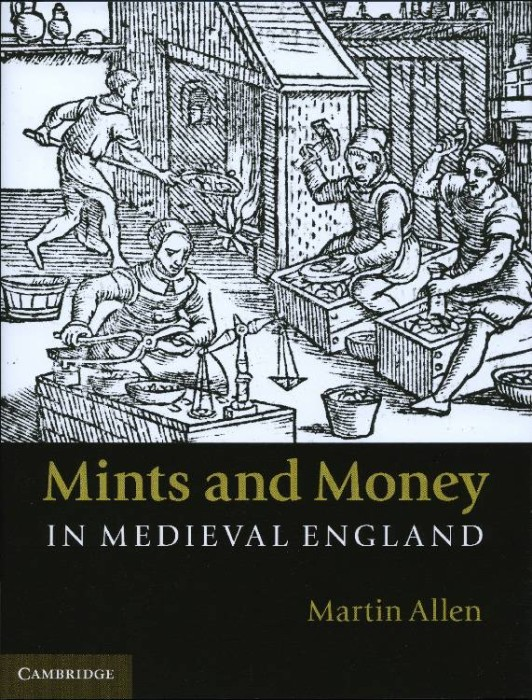 Mints and Money
IN MEDIEVAL ENGLAND
Martin Allen
CAMBRIDGE